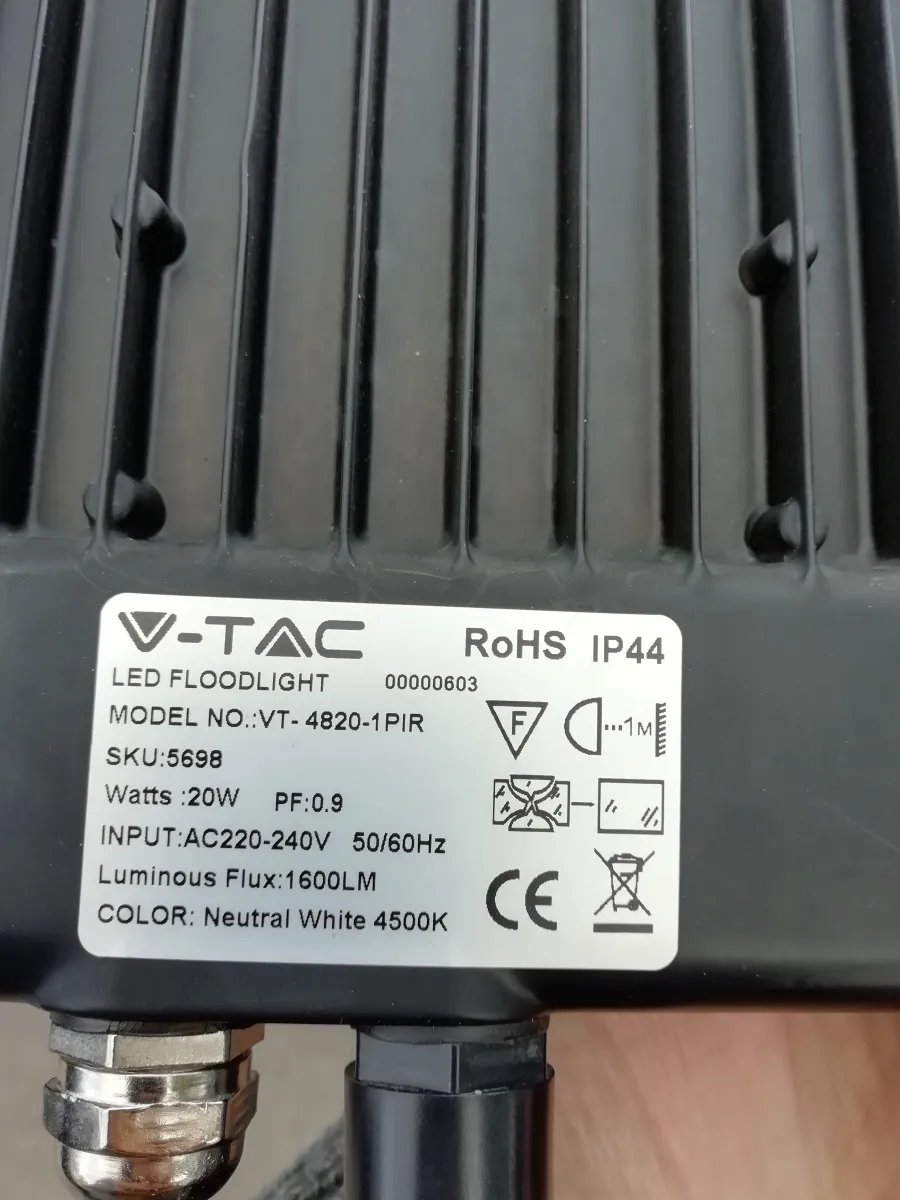 V-TAC RoHS IP44
LED FLOODLIGHT 00000603
MODEL NO.:VT- 4820-1PIR
F ...1M
SKU:5698
Watts :20W PF:0.9
INPUT:AC220-240V 50/60Hz
Luminous Flux:1600LM
CE
COLOR: Neutral White 4500K